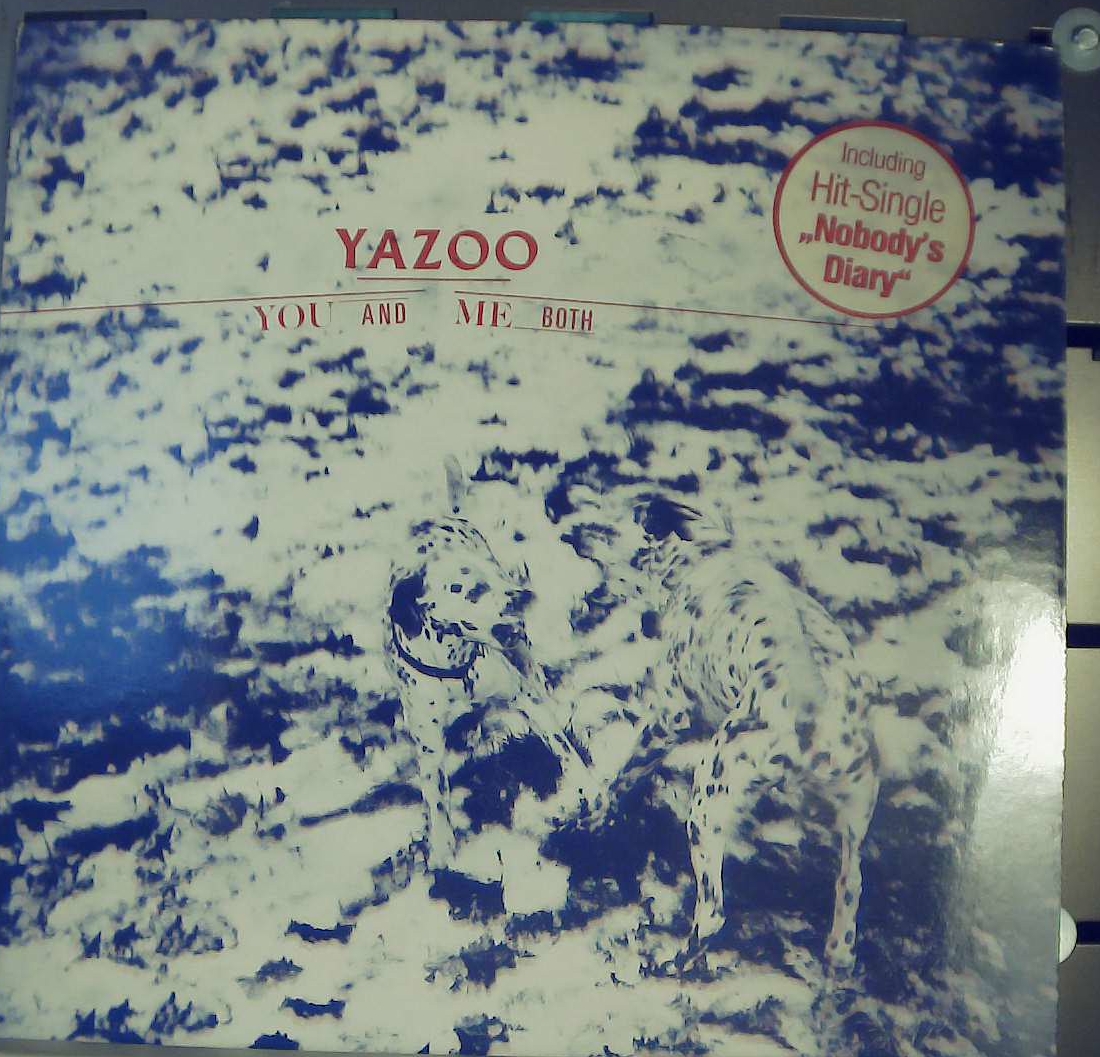 YAZOO
YOU AND ME BOTH
Including
Hit-Single
„Nobody's
Diary“